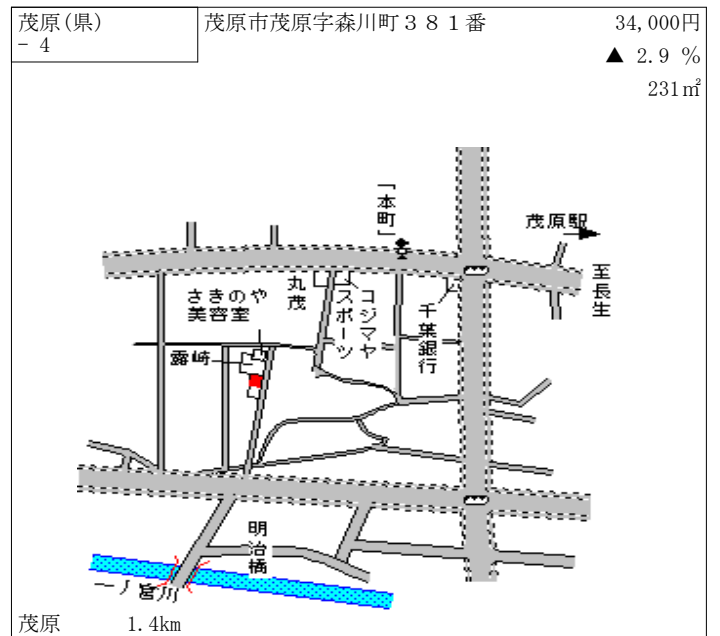 茂原(県)
- 4
茂原市茂原字森川町３８１番
34,000円
▲ 2.9 %
231㎡
「本町」
茂原駅
至長生
丸茂
コジマヤ
スポーツ
千葉銀行
さきのや
美容室
露崎
明治
橋
一ノ宮川
茂原 1.4km